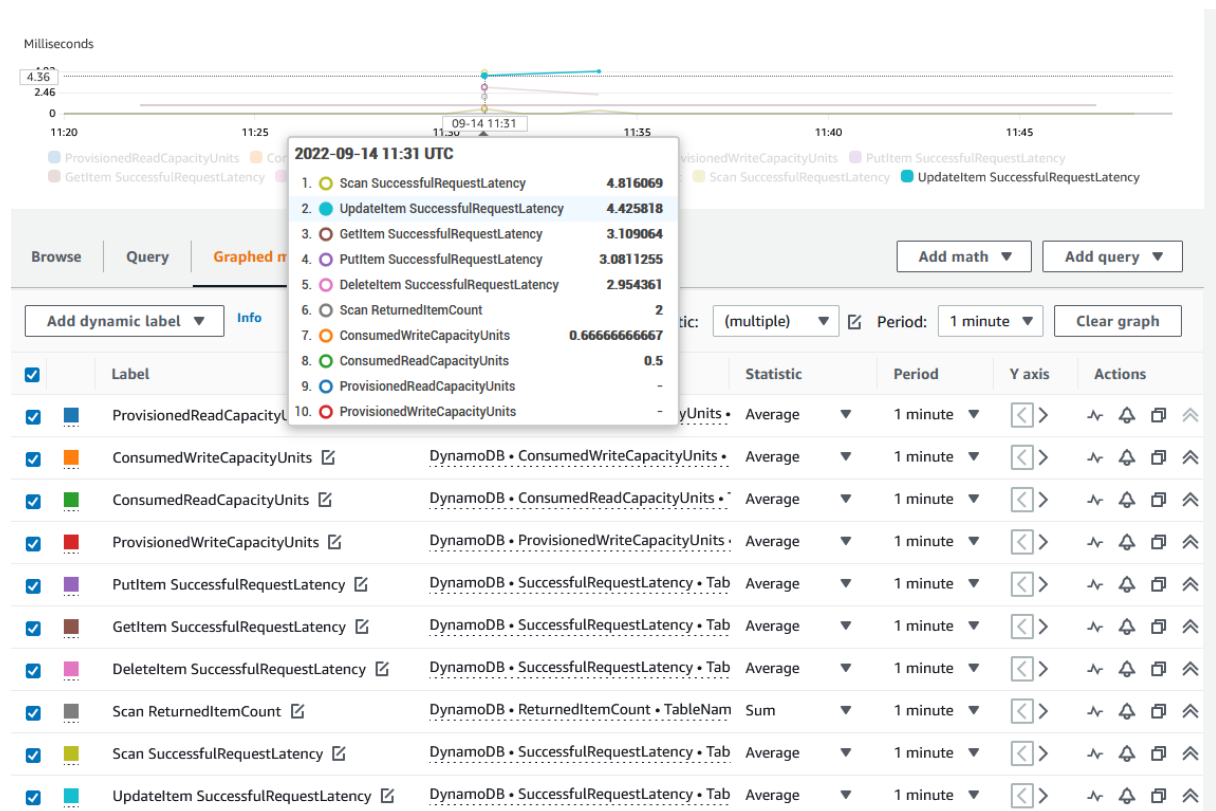 Milliseconds
4.36
2.46
0
11:20 11:25 11:30 11:35 11:40 11:45
09-14 11:31
ProvisionedReadCapacityUnits visionedWriteCapacityUnits PutItem SuccessfulRequestLatency
GetItem SuccessfulRequestLatency Scan SuccessfulRequestLatency UpdateItem SuccessfulRequestLatency
2022-09-14 11:31 UTC
1. Scan SuccessfulRequestLatency 4.816069
2. UpdateItem SuccessfulRequestLatency 4.425818
3. GetItem SuccessfulRequestLatency 3.109064
4. PutItem SuccessfulRequestLatency 3.0811255
5. DeleteItem SuccessfulRequestLatency 2.954361
6. Scan ReturnedItemCount 2
7. ConsumedWriteCapacityUnits 0.66666666667
8. ConsumedReadCapacityUnits 0.5
9. ProvisionedReadCapacityUnits -
10. ProvisionedWriteCapacityUnits -
Browse Query Graphed m Add math Add query
Add dynamic label Info tic: (multiple) Period: 1 minute Clear graph
Label Statistic Period Y axis Actions
ProvisionedReadCapacityU yUnits • Average 1 minute
ConsumedWriteCapacityUnits DynamoDB • ConsumedWriteCapacityUnits • Average 1 minute
ConsumedReadCapacityUnits DynamoDB • ConsumedReadCapacityUnits • Average 1 minute
ProvisionedWriteCapacityUnits DynamoDB • ProvisionedWriteCapacityUnits • Average 1 minute
PutItem SuccessfulRequestLatency DynamoDB • SuccessfulRequestLatency • Tab Average 1 minute
GetItem SuccessfulRequestLatency DynamoDB • SuccessfulRequestLatency • Tab Average 1 minute
DeleteItem SuccessfulRequestLatency DynamoDB • SuccessfulRequestLatency • Tab Average 1 minute
Scan ReturnedItemCount DynamoDB • ReturnedItemCount • TableNam Sum 1 minute
Scan SuccessfulRequestLatency DynamoDB • SuccessfulRequestLatency • Tab Average 1 minute
UpdateItem SuccessfulRequestLatency DynamoDB • SuccessfulRequestLatency • Tab Average 1 minute